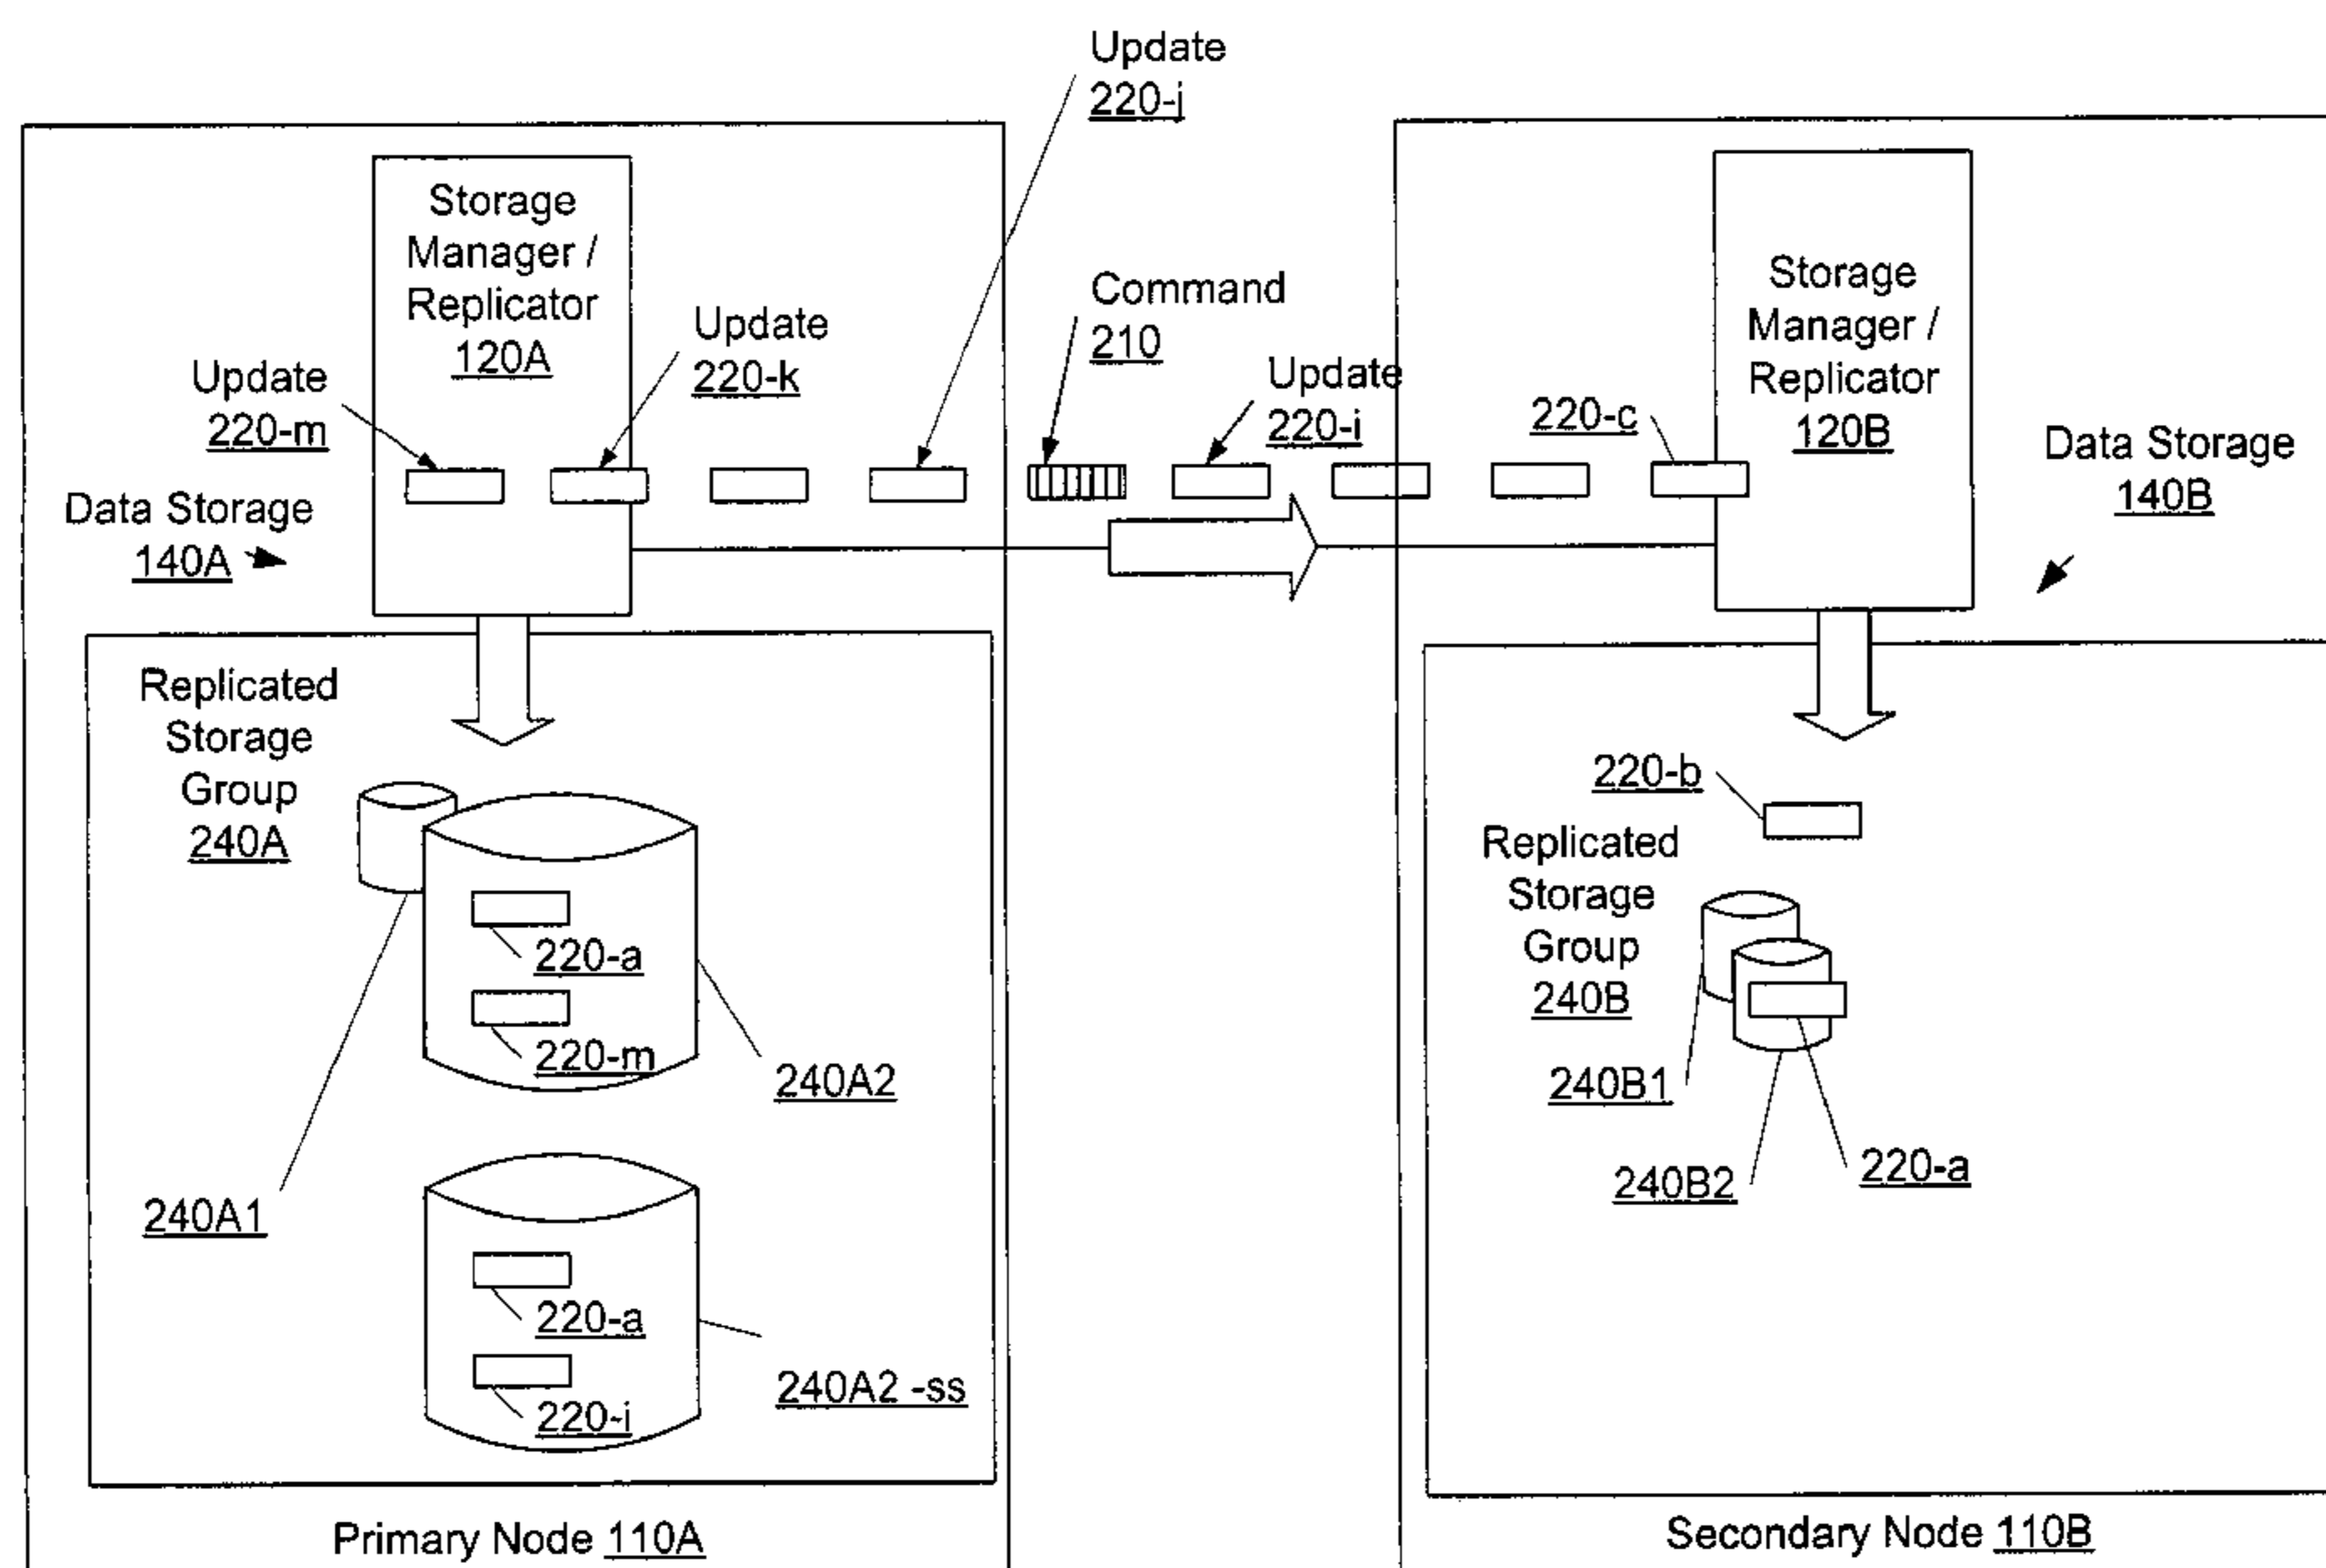 Update
220-j
Storage
Manager /
Replicator
120A
Update
220-k
Update
220-m
Command
210
Update
220-i
220-c
Storage
Manager /
Replicator
120B
Data Storage
140A
Data Storage
140B
Replicated
Storage
Group
240A
220-a
220-m
240A2
240A1
220-a
220-i
240A2 -ss
Primary Node 110A
220-b
Replicated
Storage
Group
240B
240B1
240B2
220-a
Secondary Node 110B